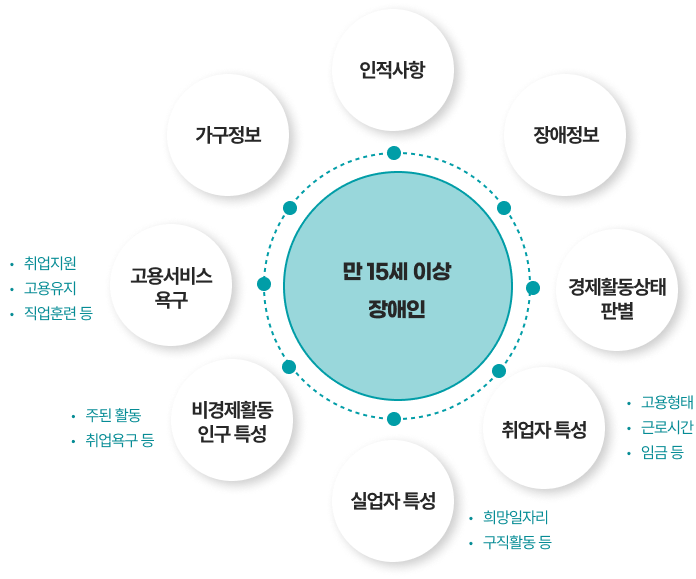 인적사항
가구정보
장애정보
만 15세 이상
장애인
고용서비스
욕구
• 취업지원
• 고용유지
• 직업훈련 등
경제활동상태
판별
비경제활동
인구 특성
• 주된 활동
• 취업욕구 등
취업자 특성
• 고용형태
• 근로시간
• 임금 등
실업자 특성
• 희망일자리
• 구직활동 등